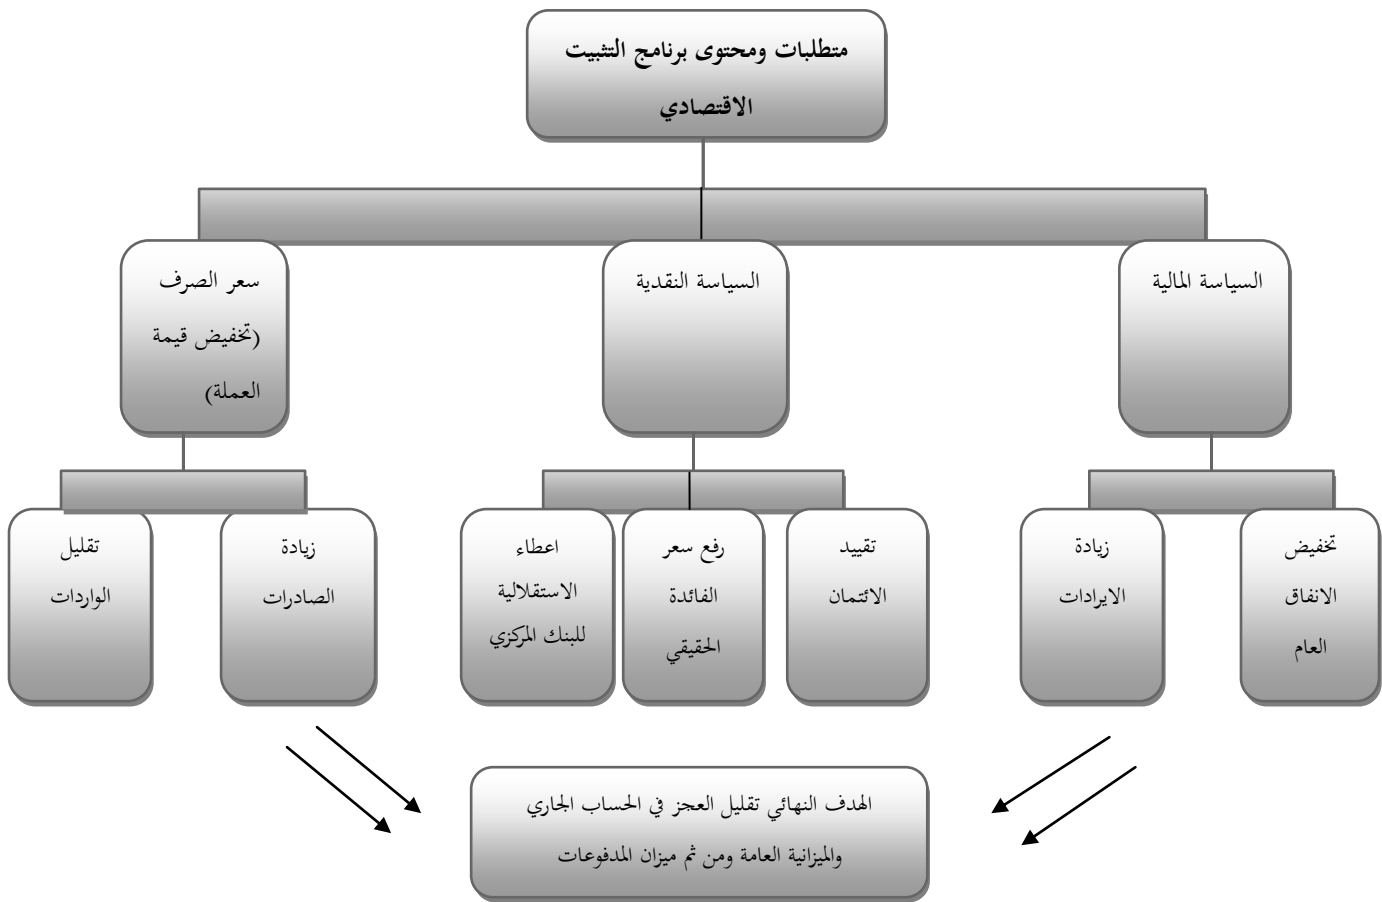 متطلبات ومحتوى برنامج التثبيت
الاقتصادي
السياسة المالية
السياسة النقدية
سعر الصرف
(تخفيض قيمة
العملة)
تخفيض
الانفاق
العام
زيادة
الايرادات
تقييد
الائتمان
رفع سعر
الفائدة
الحقيقي
اعطاء
الاستقلالية
للبنك المركزي
زيادة
الصادرات
تقليل
الواردات
الهدف النهائي تقليل العجز في الحساب الجاري
والميزانية العامة ومن ثم ميزان المدفوعات